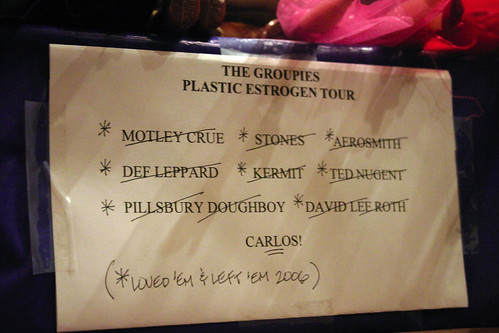 THE GROUPIES
PLASTIC ESTROGEN TOUR
* MOTLEY CRUE * STONES * AEROSMITH
* DEF LEPPARD * KERMIT * TED NUGENT
* PILLSBURY DOUGHBOY * DAVID LEE ROTH
CARLOS!
(* LOVED 'EM & LEFT 'EM 2006)